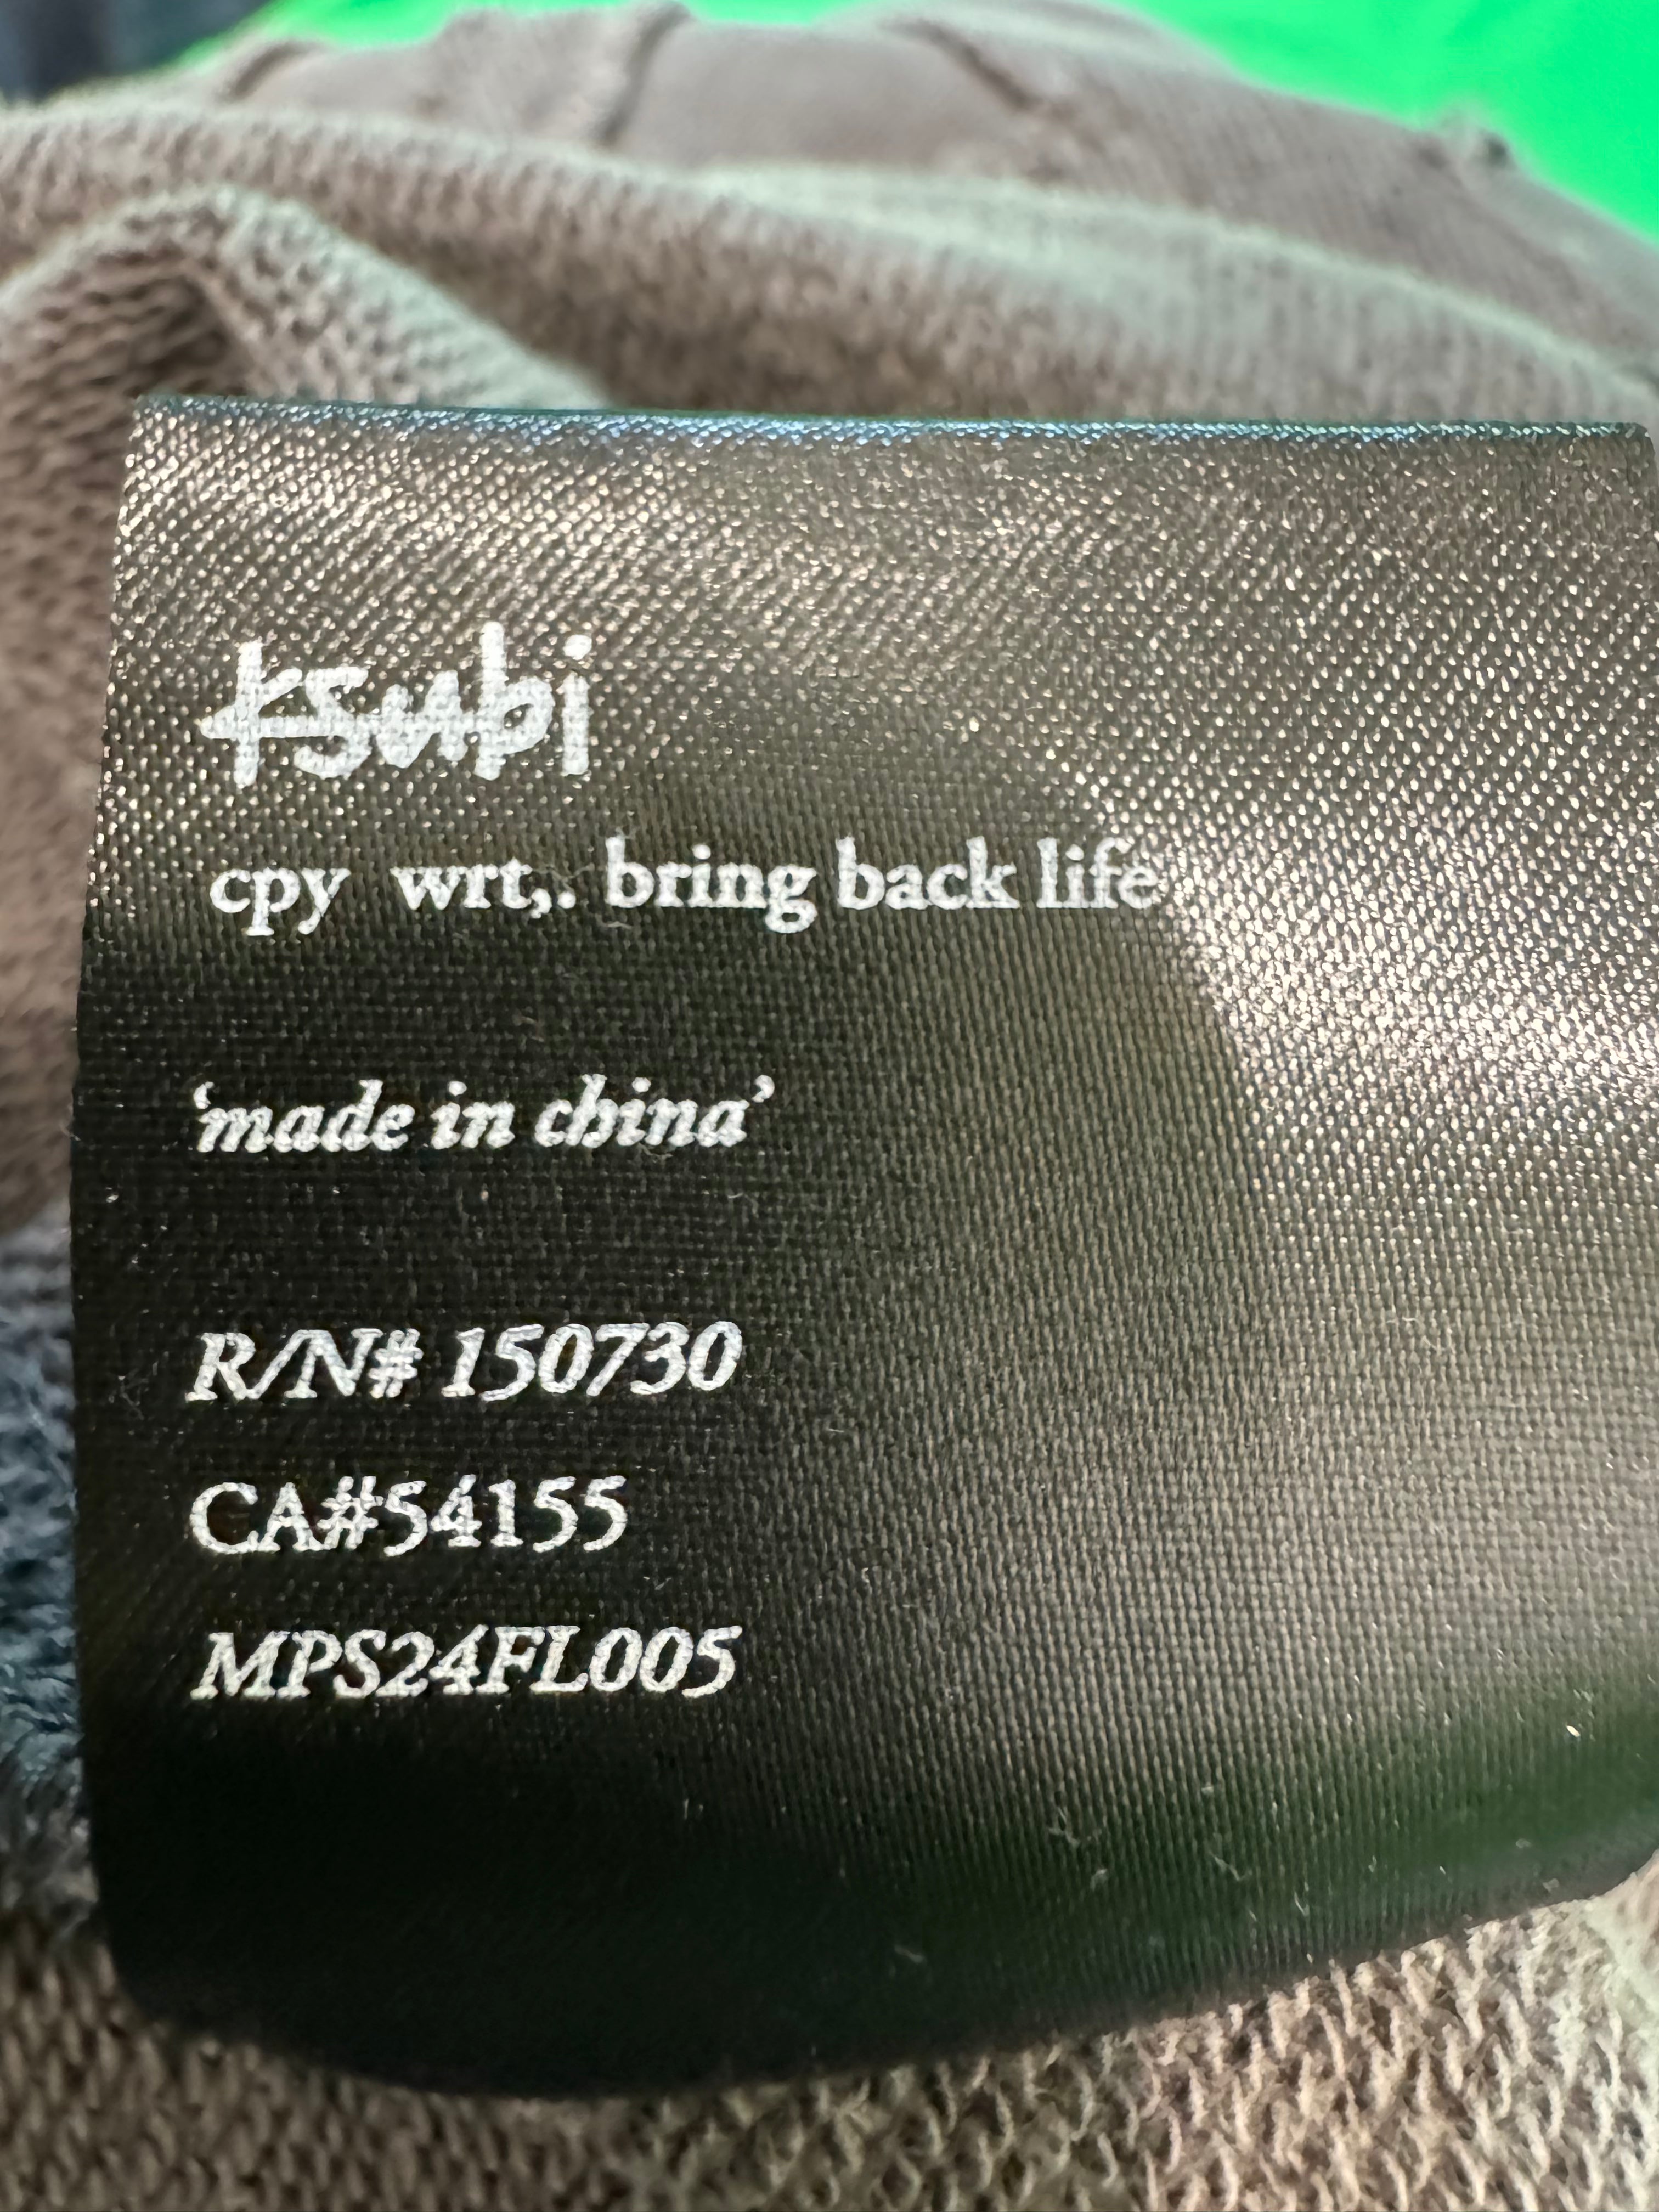 ksubi
cpy wrt,. bring back life
‘made in china’
R/N# 150730
CA#54155
MPS24FL005